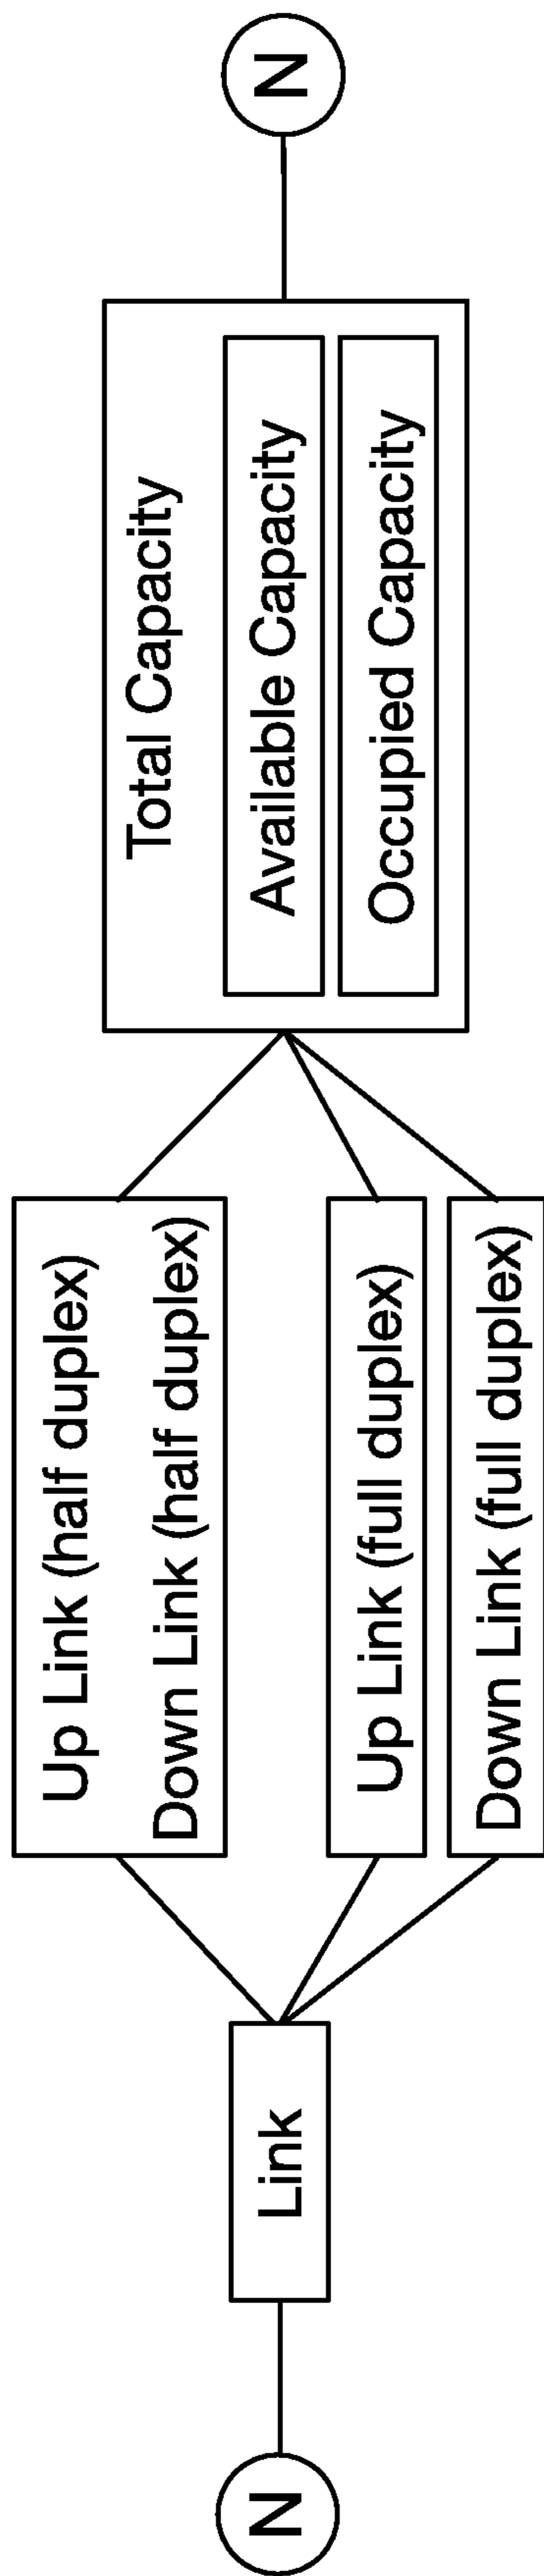 N
Link
Up Link (half duplex)
Down Link (half duplex)
Up Link (full duplex)
Down Link (full duplex)
Total Capacity
Available Capacity
Occupied Capacity
N